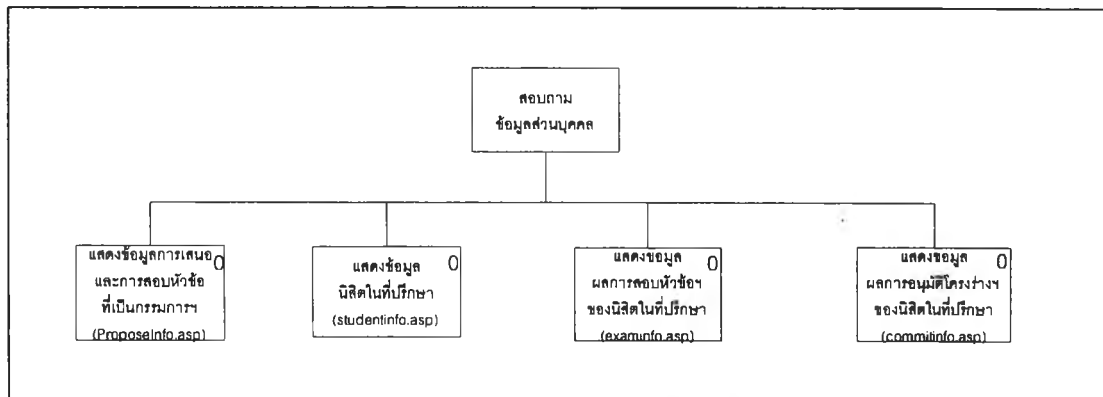 สอบถาม
ข้อมูลส่วนบุคคล
แสดงข้อมูลการเสนอ
และการสอบหัวข้อ
ที่เป็นกรรมการฯ
(ProposeInfo.asp)
0
แสดงข้อมูล
นิสิตในที่ปรึกษา
(studentinfo.asp)
0
แสดงข้อมูล
ผลการสอบหัวข้อฯ
ของนิสิตในที่ปรึกษา
(examinfo.asp)
0
แสดงข้อมูล
ผลการอนุมัติโครงร่างฯ
ของนิสิตในที่ปรึกษา
(commitinfo.asp)
0